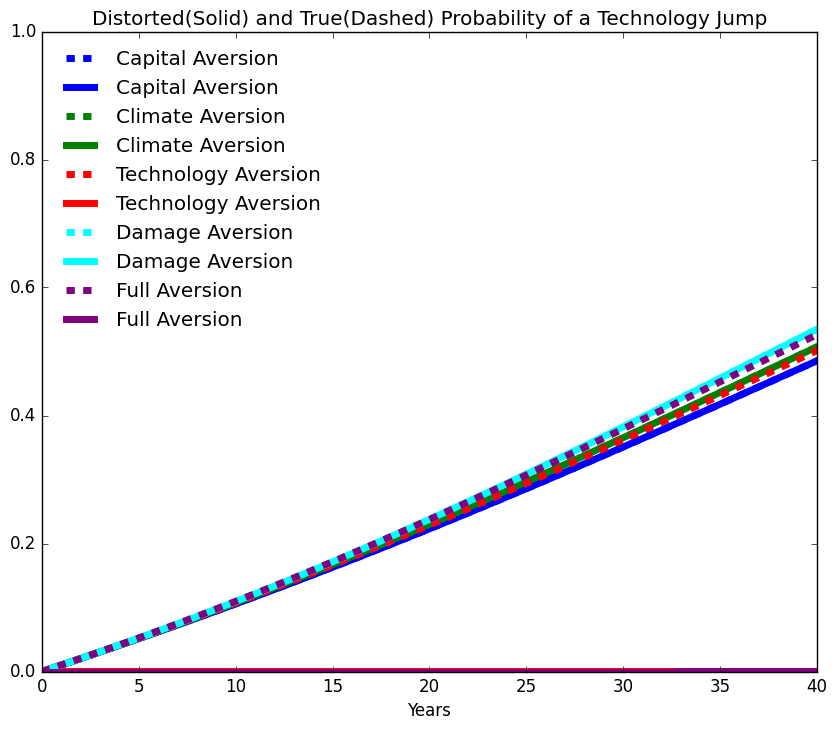 Distorted(Solid) and True(Dashed) Probability of a Technology Jump
1.0
Capital Aversion
Capital Aversion
Climate Aversion
Climate Aversion
Technology Aversion
Technology Aversion
Damage Aversion
Damage Aversion
Full Aversion
Full Aversion
0.8
0.6
0.4
0.2
0.0
0 5 10 15 20 25 30 35 40
Years